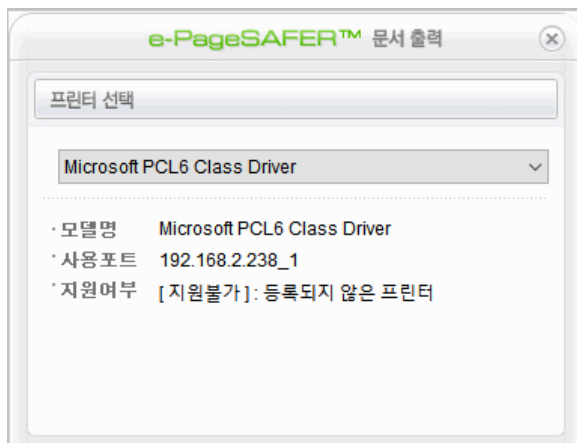 e-PageSAFER™ 문서 출력
프린터 선택
Microsoft PCL6 Class Driver
· 모델명 Microsoft PCL6 Class Driver
· 사용포트 192.168.2.238_1
· 지원여부 [ 지원불가 ] : 등록되지 않은 프린터